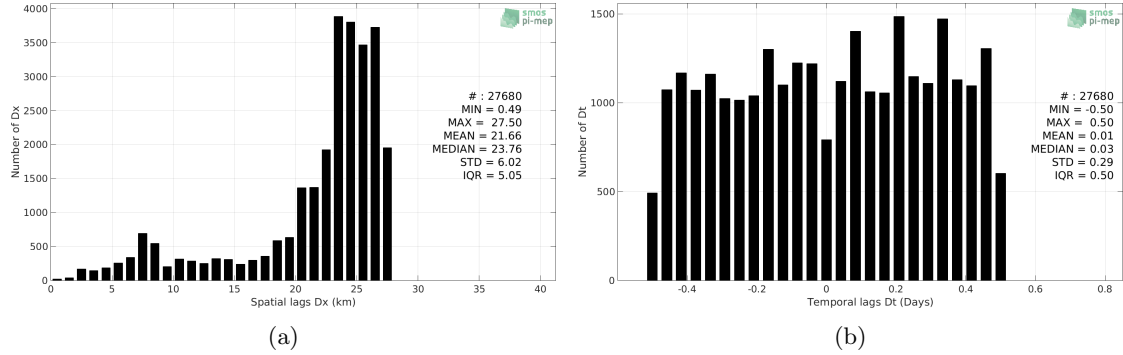 4000
3500
3000
2500
2000
1500
1000
500
0
Number of Dx
0 5 10 15 20 25 30 35 40
Spatial lags Dx (km)
smos
pi-mep
# : 27680
MIN = 0.49
MAX = 27.50
MEAN = 21.66
MEDIAN = 23.76
STD = 6.02
IQR = 5.05
(a)
1500
1000
500
0
Number of Dt
-0.4 -0.2 0 0.2 0.4 0.6 0.8
Temporal lags Dt (Days)
smos
pi-mep
# : 27680
MIN = -0.50
MAX = 0.50
MEAN = 0.01
MEDIAN = 0.03
STD = 0.29
IQR = 0.50
(b)